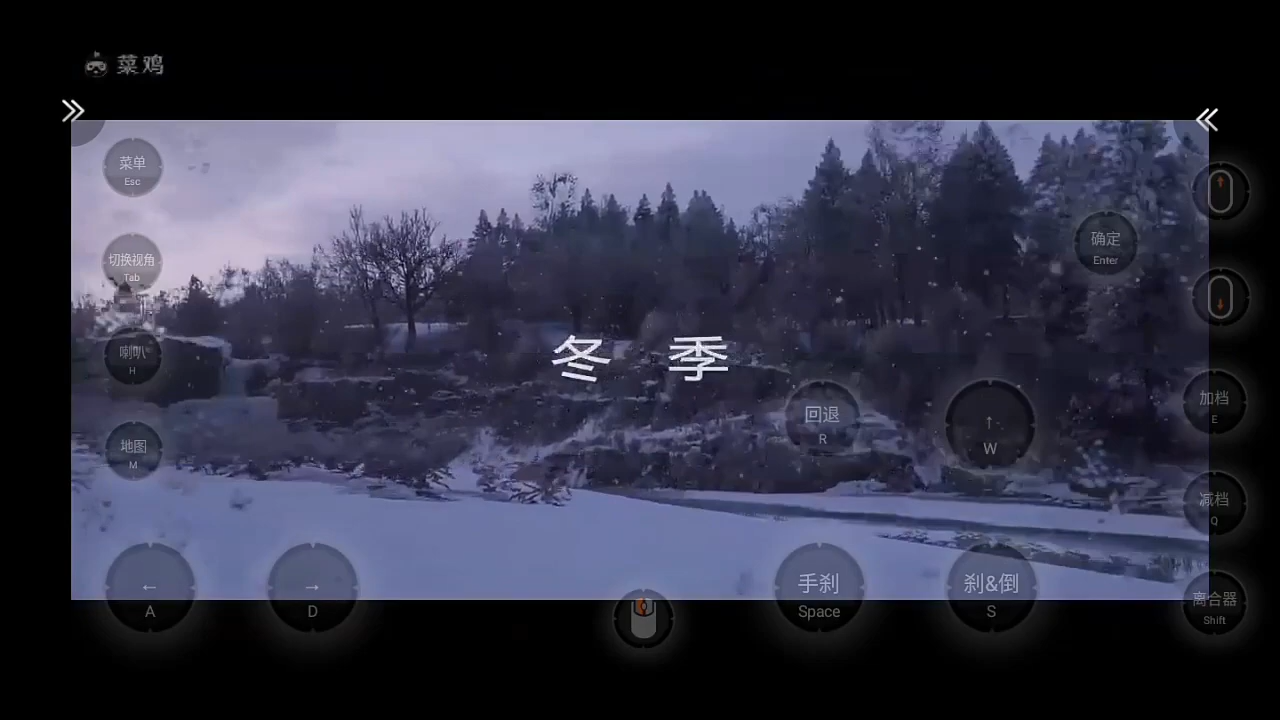 菜鸡
菜单
Esc
切换视角
Tab
喇叭
H
地图
M
冬季
确定
Enter
回退
R
↑
W
加档
E
减档
Q
←
A
→
D
手刹
Space
刹&倒
S
离合器
Shift